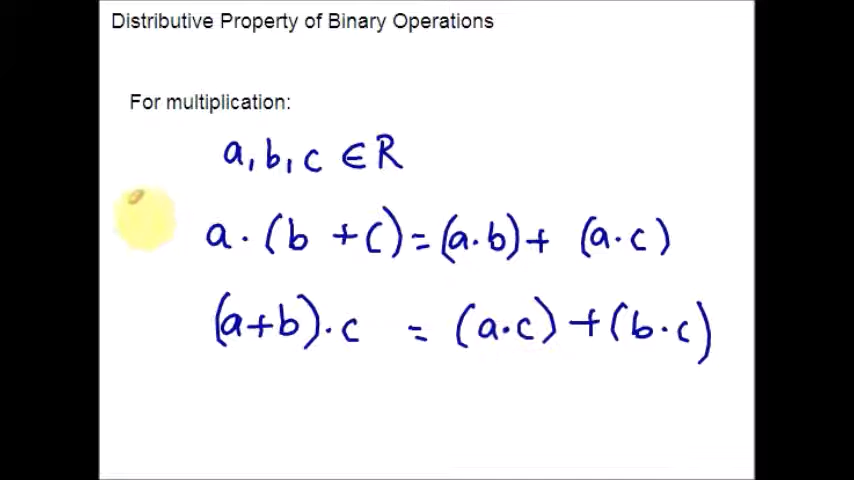 Distributive Property of Binary Operations
For multiplication:
a, b, c ∈ R
a · (b + c) = (a · b) + (a · c)
(a + b) · c = (a · c) + (b · c)